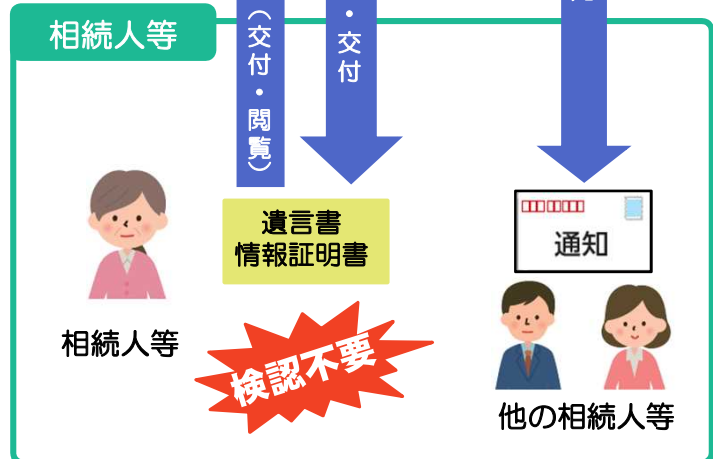 相続人等
(交付・閲覧)
・交付
遺言書
情報証明書
通知
相続人等
検認不要
他の相続人等